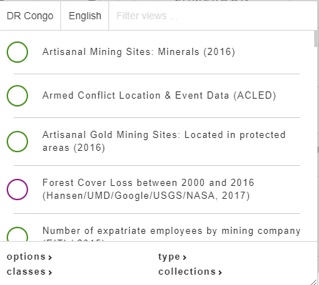 DR Congo English Filter views ...
Artisanal Mining Sites: Minerals (2016)
Armed Conflict Location & Event Data (ACLED)
Artisanal Gold Mining Sites: Located in protected
areas (2016)
Forest Cover Loss between 2000 and 2016
(Hansen/UMD/Google/USGS/NASA, 2017)
Number of expatriate employees by mining company
options › type ›
classes › collections ›